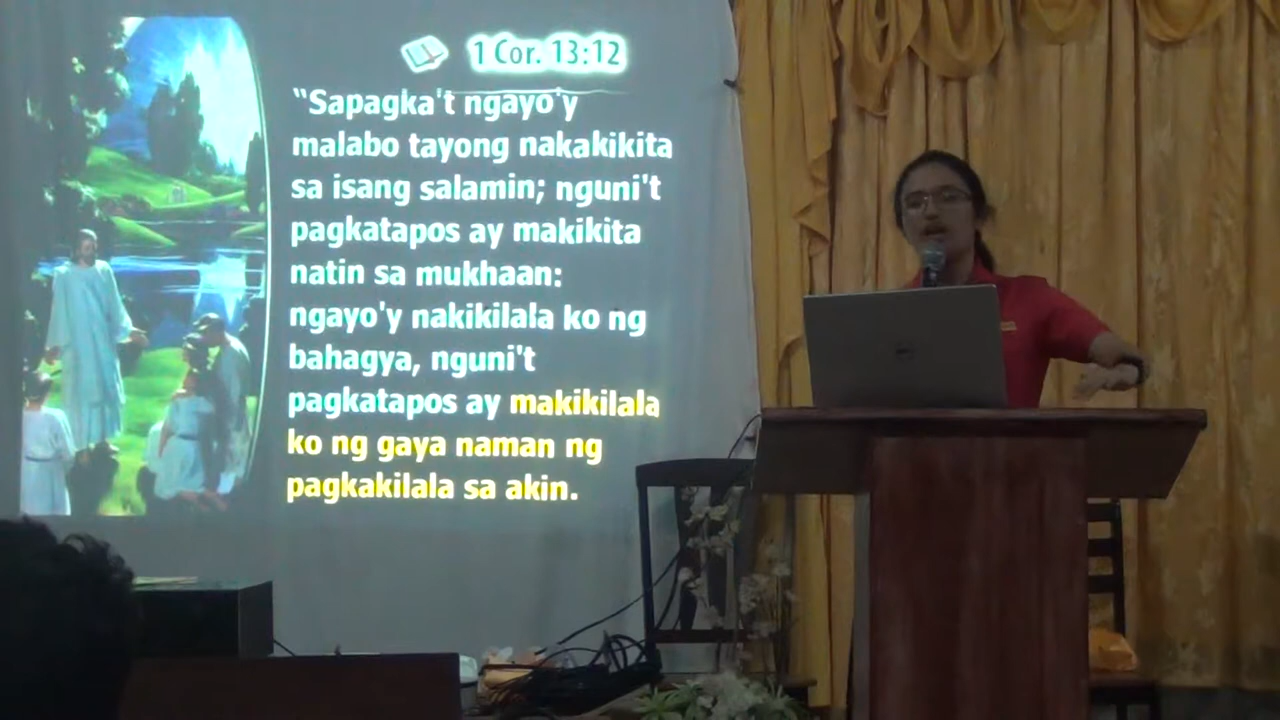 1 Cor. 13:12
“Sapagka't ngayo'y
malabo tayong nakakikita
sa isang salamin; nguni't
pagkatapos ay makikita
natin sa mukhaan:
ngayo'y nakikilala ko ng
bahagya, nguni't
pagkatapos ay makikilala
ko ng gaya naman ng
pagkakilala sa akin.